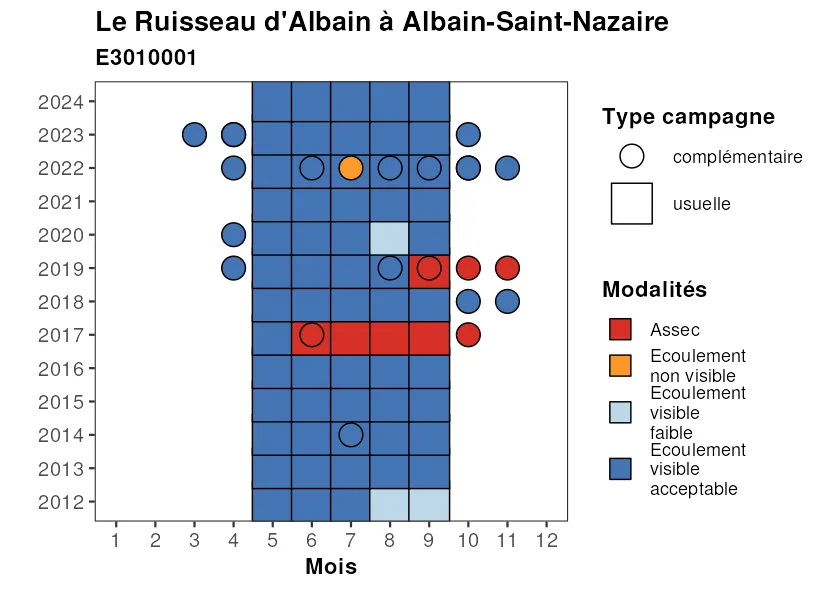 Le Ruisseau d'Albain à Albain-Saint-Nazaire
E3010001
2024
2023
2022
2021
2020
2019
2018
2017
2016
2015
2014
2013
2012
1 2 3 4 5 6 7 8 9 10 11 12
Mois
Type campagne
complémentaire
usuelle
Modalités
Assec
Ecoulement
non visible
Ecoulement
visible
faible
Ecoulement
visible
acceptable